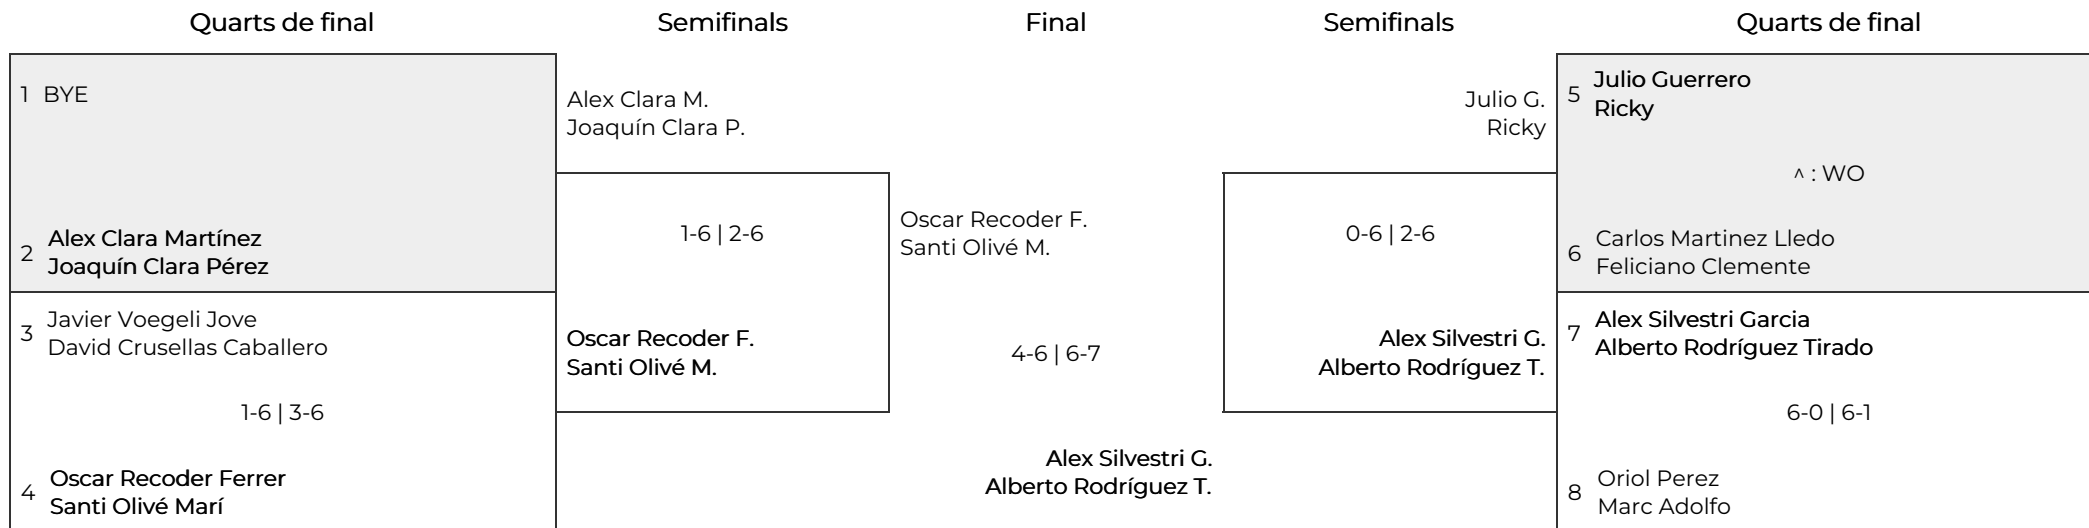 Quarts de final
Semifinals
Final
Semifinals
Quarts de final
1 BYE
2 Alex Clara Martínez
Joaquín Clara Pérez
3 Javier Voegeli Jove
David Crusellas Caballero
1-6 | 3-6
4 Oscar Recoder Ferrer
Santi Olivé Marí
Alex Clara M.
Joaquín Clara P.
1-6 | 2-6
Oscar Recoder F.
Santi Olivé M.
Oscar Recoder F.
Santi Olivé M.
4-6 | 6-7
Alex Silvestri G.
Alberto Rodríguez T.
Julio G.
Ricky
0-6 | 2-6
Alex Silvestri G.
Alberto Rodríguez T.
5 Julio Guerrero
Ricky
^ : WO
6 Carlos Martinez Lledo
Feliciano Clemente
7 Alex Silvestri Garcia
Alberto Rodríguez Tirado
6-0 | 6-1
8 Oriol Perez
Marc Adolfo